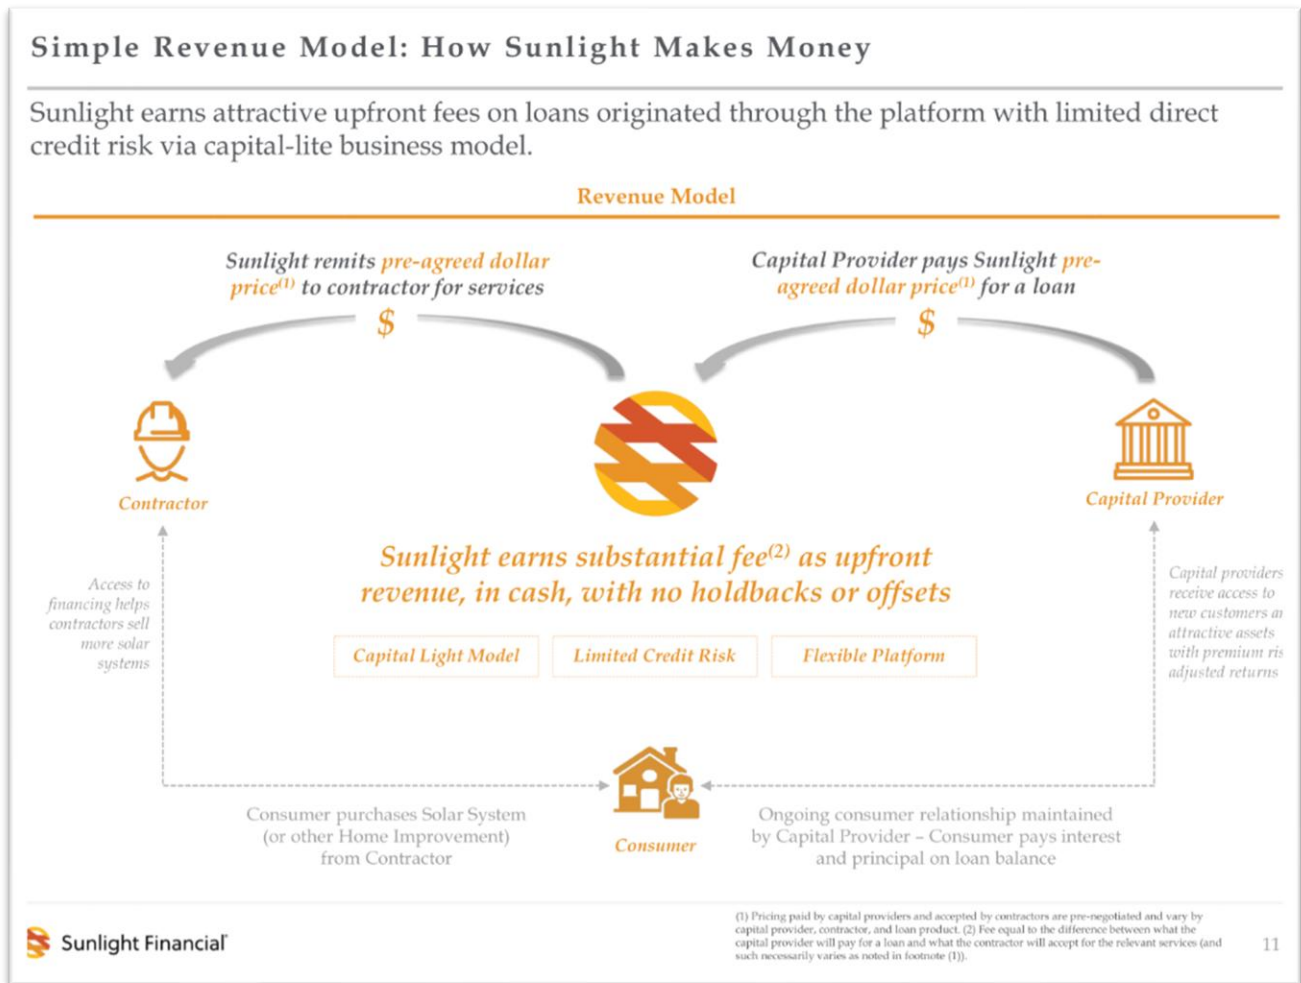 Simple Revenue Model: How Sunlight Makes Money
Sunlight earns attractive upfront fees on loans originated through the platform with limited direct
credit risk via capital-lite business model.
Revenue Model
Sunlight remits pre-agreed dollar
price(1) to contractor for services
$
Capital Provider pays Sunlight pre-
agreed dollar price(1) for a loan
$
Contractor
Capital Provider
Sunlight earns substantial fee(2) as upfront
revenue, in cash, with no holdbacks or offsets
Capital Light Model
Limited Credit Risk
Flexible Platform
Access to
financing helps
contractors sell
more solar
systems
Capital providers
receive access to
new customers an
attractive assets
with premium ris
adjusted returns
Consumer purchases Solar System
(or other Home Improvement)
from Contractor
Consumer
Ongoing consumer relationship maintained
by Capital Provider – Consumer pays interest
and principal on loan balance
Sunlight Financial
(1) Pricing paid by capital providers and accepted by contractors are pre-negotiated and vary by
capital provider, contractor, and loan product. (2) Fee equal to the difference between what the
capital provider will pay for a loan and what the contractor will accept for the relevant services (and
such necessarily varies as noted in footnote (1)).
11